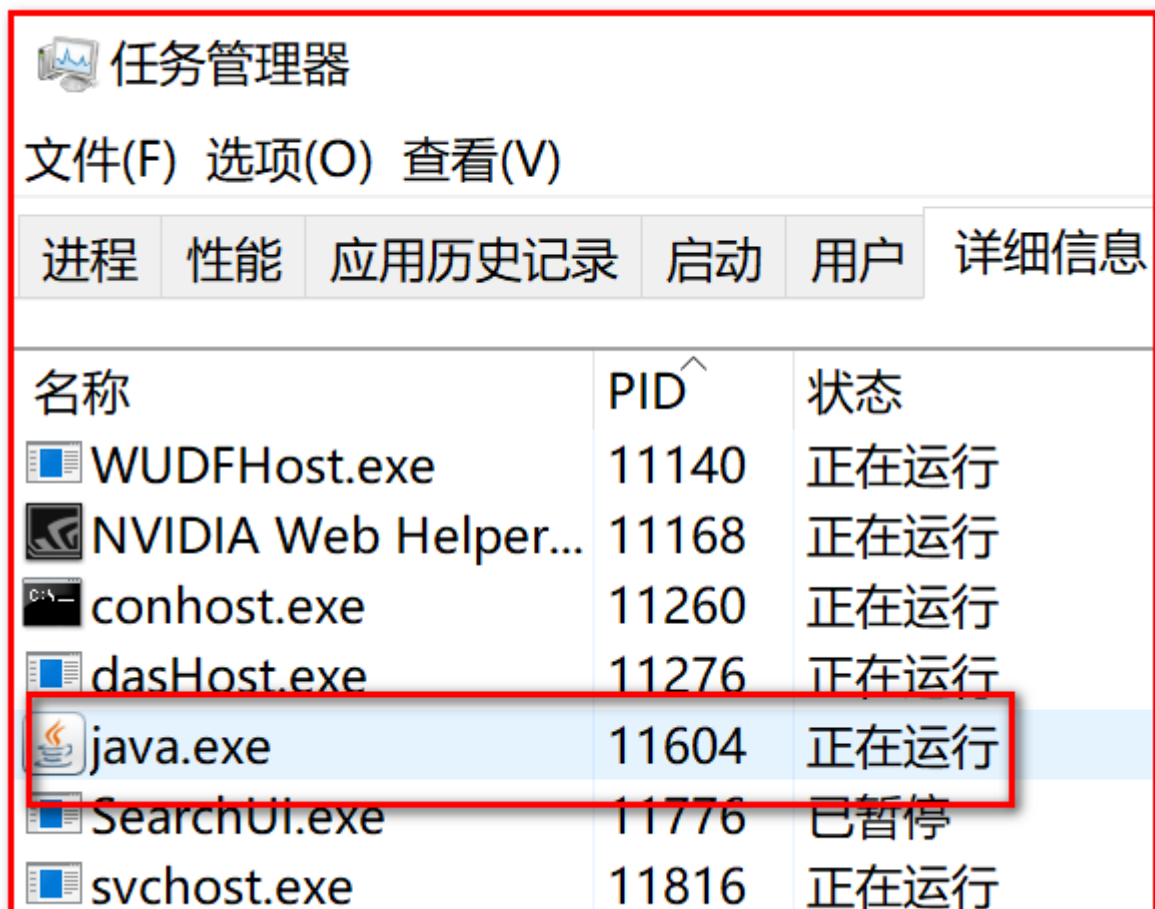 任务管理器
文件(F) 选项(O) 查看(V)
进程 性能 应用历史记录 启动 用户 详细信息
名称 PID 状态
WUDFHost.exe 11140 正在运行
NVIDIA Web Helper... 11168 正在运行
conhost.exe 11260 正在运行
dasHost.exe 11276 正在运行
java.exe 11604 正在运行
SearchUI.exe 11776 已暂停
svchost.exe 11816 正在运行